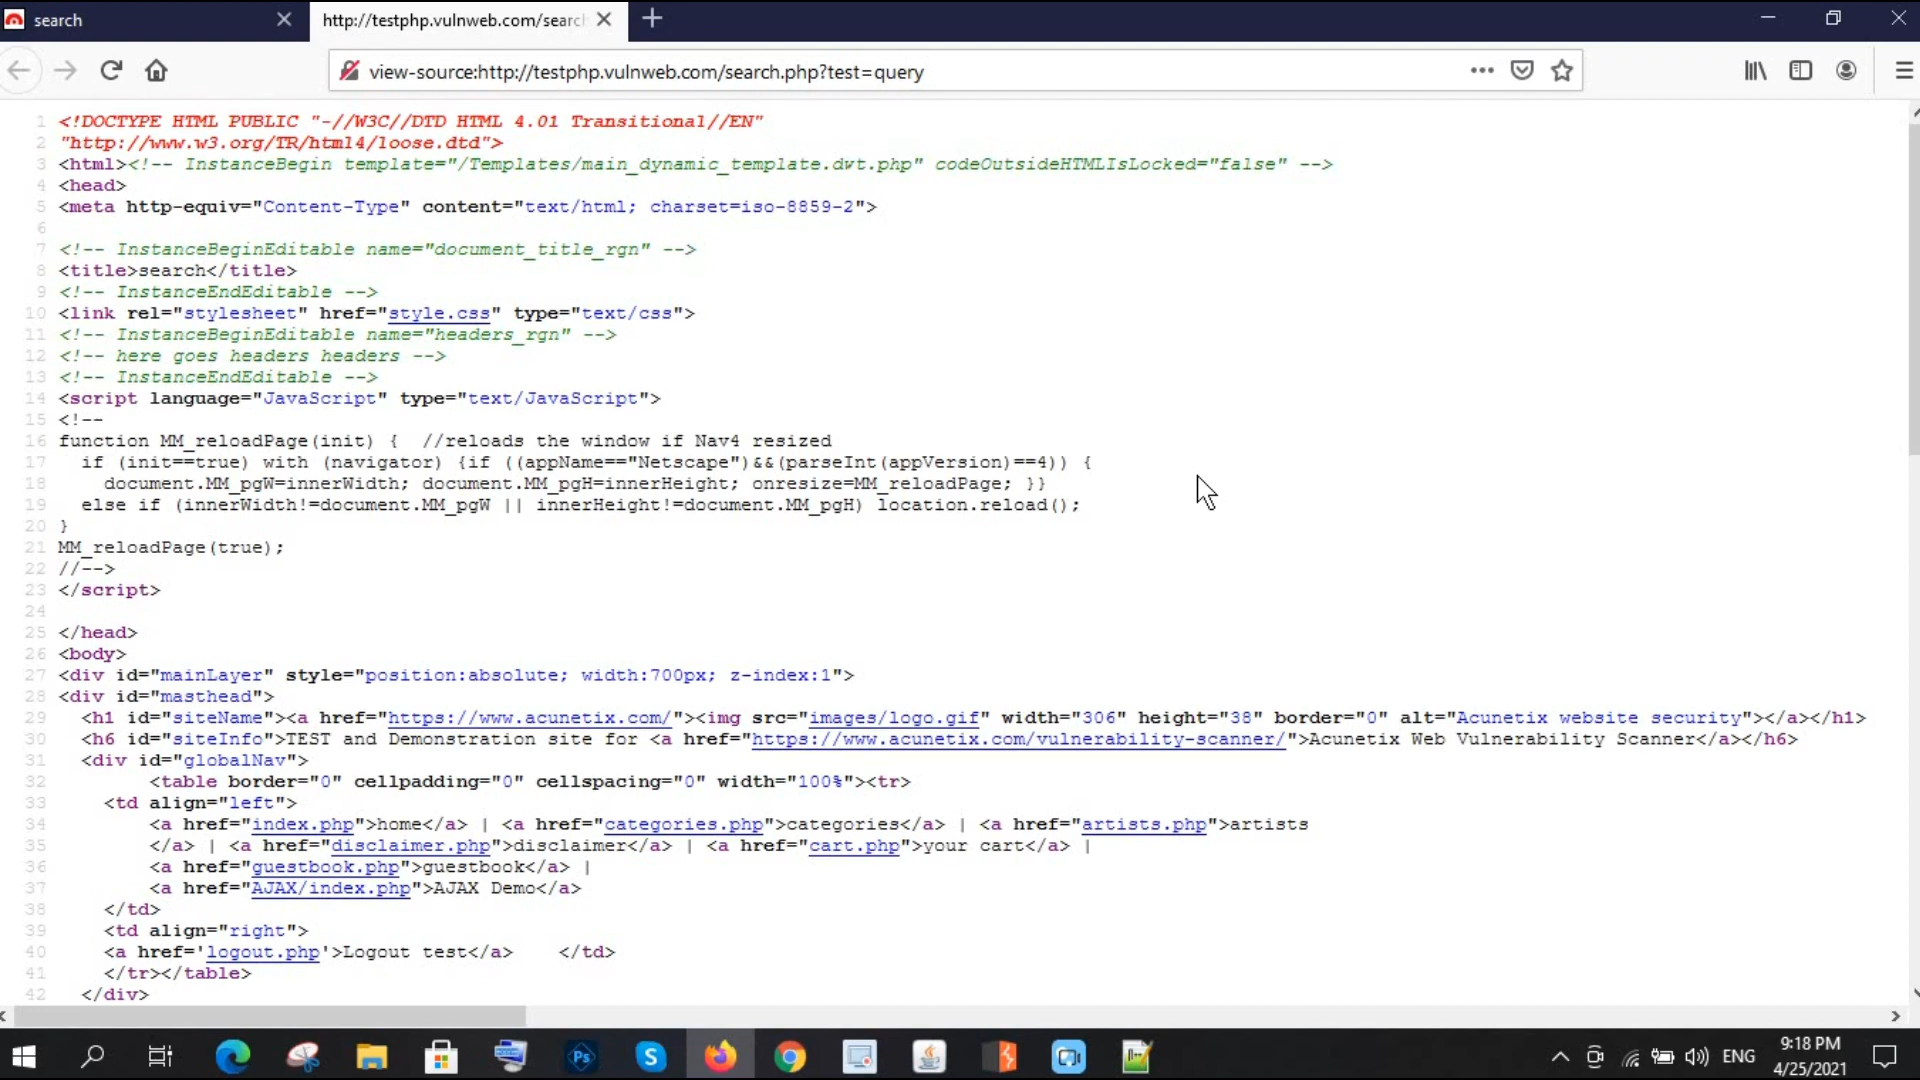 search
http://testphp.vulnweb.com/searc
view-source:http://testphp.vulnweb.com/search.php?test=query
1 <!DOCTYPE HTML PUBLIC "-//W3C//DTD HTML 4.01 Transitional//EN"
2 "http://www.w3.org/TR/html4/loose.dtd">
3 <html><!-- InstanceBegin template="/Templates/main_dynamic_template.dwt.php" codeOutsideHTMLIsLocked="false" -->
4 <head>
5 <meta http-equiv="Content-Type" content="text/html; charset=iso-8859-2">
6
7 <!-- InstanceBeginEditable name="document_title_rgn" -->
8 <title>search</title>
9 <!-- InstanceEndEditable -->
10 <link rel="stylesheet" href="style.css" type="text/css">
11 <!-- InstanceBeginEditable name="headers_rgn" -->
12 <!-- here goes headers headers -->
13 <!-- InstanceEndEditable -->
14 <script language="JavaScript" type="text/JavaScript">
15 <!--
16 function MM_reloadPage(init) {  //reloads the window if Nav4 resized
17   if (init==true) with (navigator) {if ((appName=="Netscape")&&(parseInt(appVersion)==4)) {
18     document.MM_pgW=innerWidth; document.MM_pgH=innerHeight; onresize=MM_reloadPage; }}
19   else if (innerWidth!=document.MM_pgW || innerHeight!=document.MM_pgH) location.reload();
20 }
21 MM_reloadPage(true);
22 //-->
23 </script>
24
25 </head>
26 <body>
27 <div id="mainLayer" style="position:absolute; width:700px; z-index:1">
28 <div id="masthead">
29   <h1 id="siteName"><a href="https://www.acunetix.com/"><img src="images/logo.gif" width="306" height="38" border="0" alt="Acunetix website security"></a></h1>
30   <h6 id="siteInfo">TEST and Demonstration site for <a href="https://www.acunetix.com/vulnerability-scanner/">Acunetix Web Vulnerability Scanner</a></h6>
31   <div id="globalNav">
32         <table border="0" cellpadding="0" cellspacing="0" width="100%"><tr>
33     <td align="left">
34         <a href="index.php">home</a> | <a href="categories.php">categories</a> | <a href="artists.php">artists
35         </a> | <a href="disclaimer.php">disclaimer</a> | <a href="cart.php">your cart</a> |
36         <a href="guestbook.php">guestbook</a> |
37         <a href="AJAX/index.php">AJAX Demo</a>
38     </td>
39     <td align="right">
40     <a href='logout.php'>Logout test</a>    </td>
41     </tr></table>
42   </div>
Ps
S
ENG
9:18 PM
4/25/2021